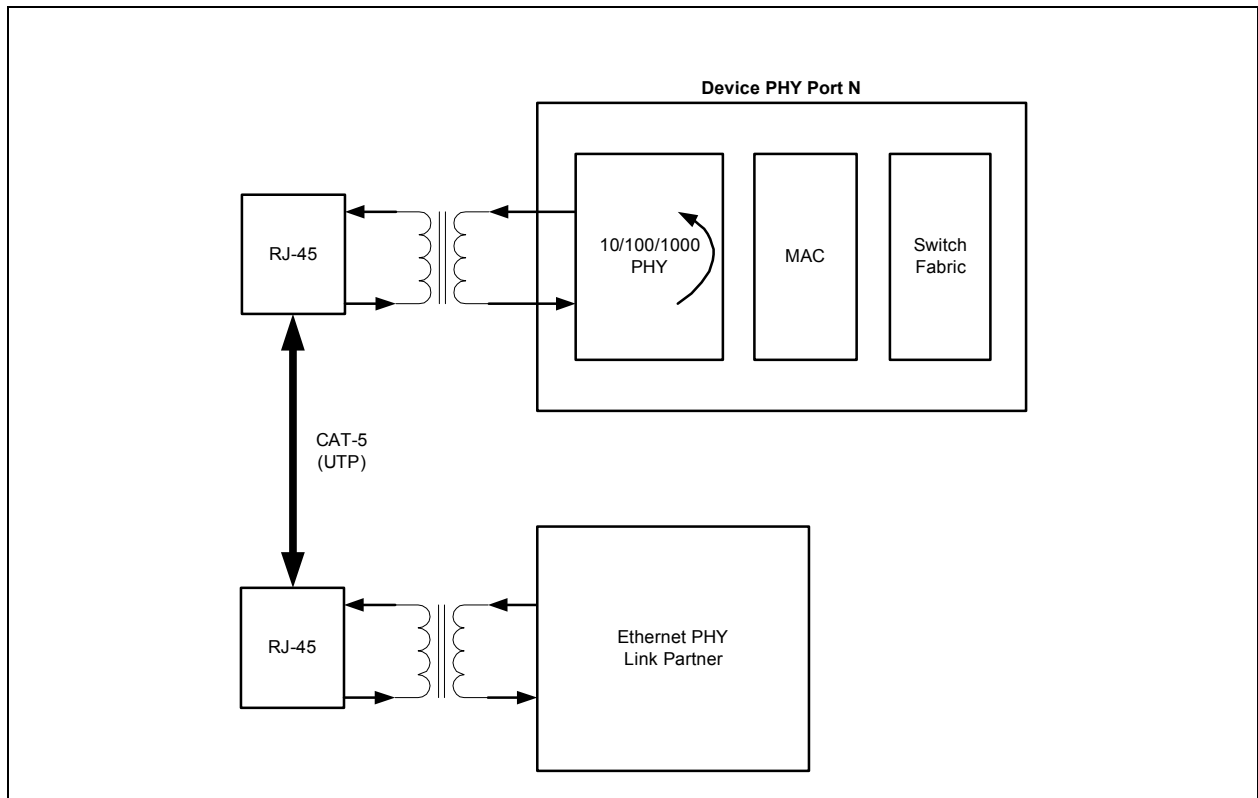 Device PHY Port N
RJ-45
10/100/1000
PHY
MAC
Switch
Fabric
CAT-5
(UTP)
RJ-45
Ethernet PHY
Link Partner